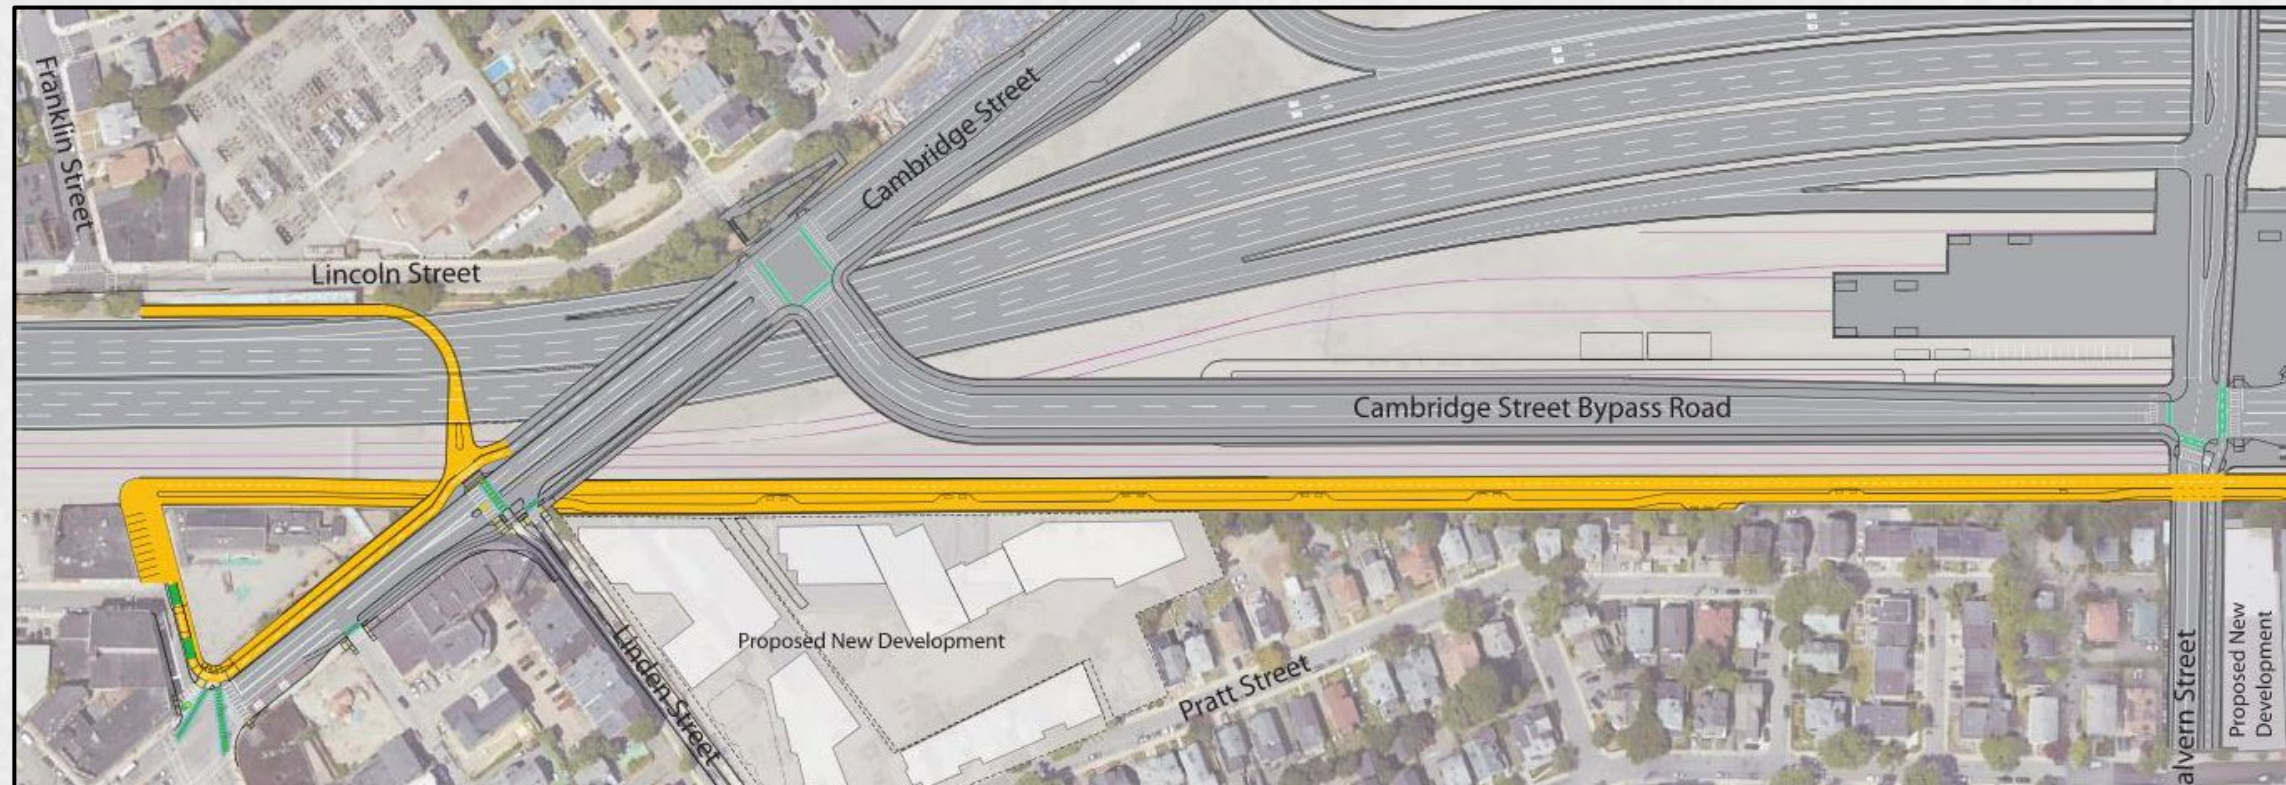 Franklin Street
Lincoln Street
Cambridge Street
Cambridge Street Bypass Road
Linden Street
Proposed New Development
Pratt Street
alvern Street
Proposed New
Development